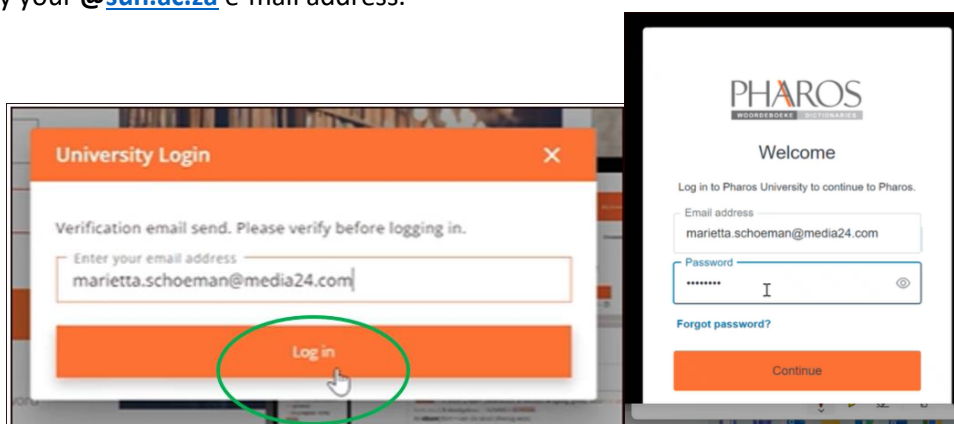 y your @sun.ac.za e-mail address.
University Login
Verification email send. Please verify before logging in.
Enter your email address
marietta.schoeman@media24.com
Log in
PHAROS
WOORDEBOEKE DICTIONARIES
Welcome
Log in to Pharos University to continue to Pharos.
Email address
marietta.schoeman@media24.com
Password
••••••••
Forgot password?
Continue